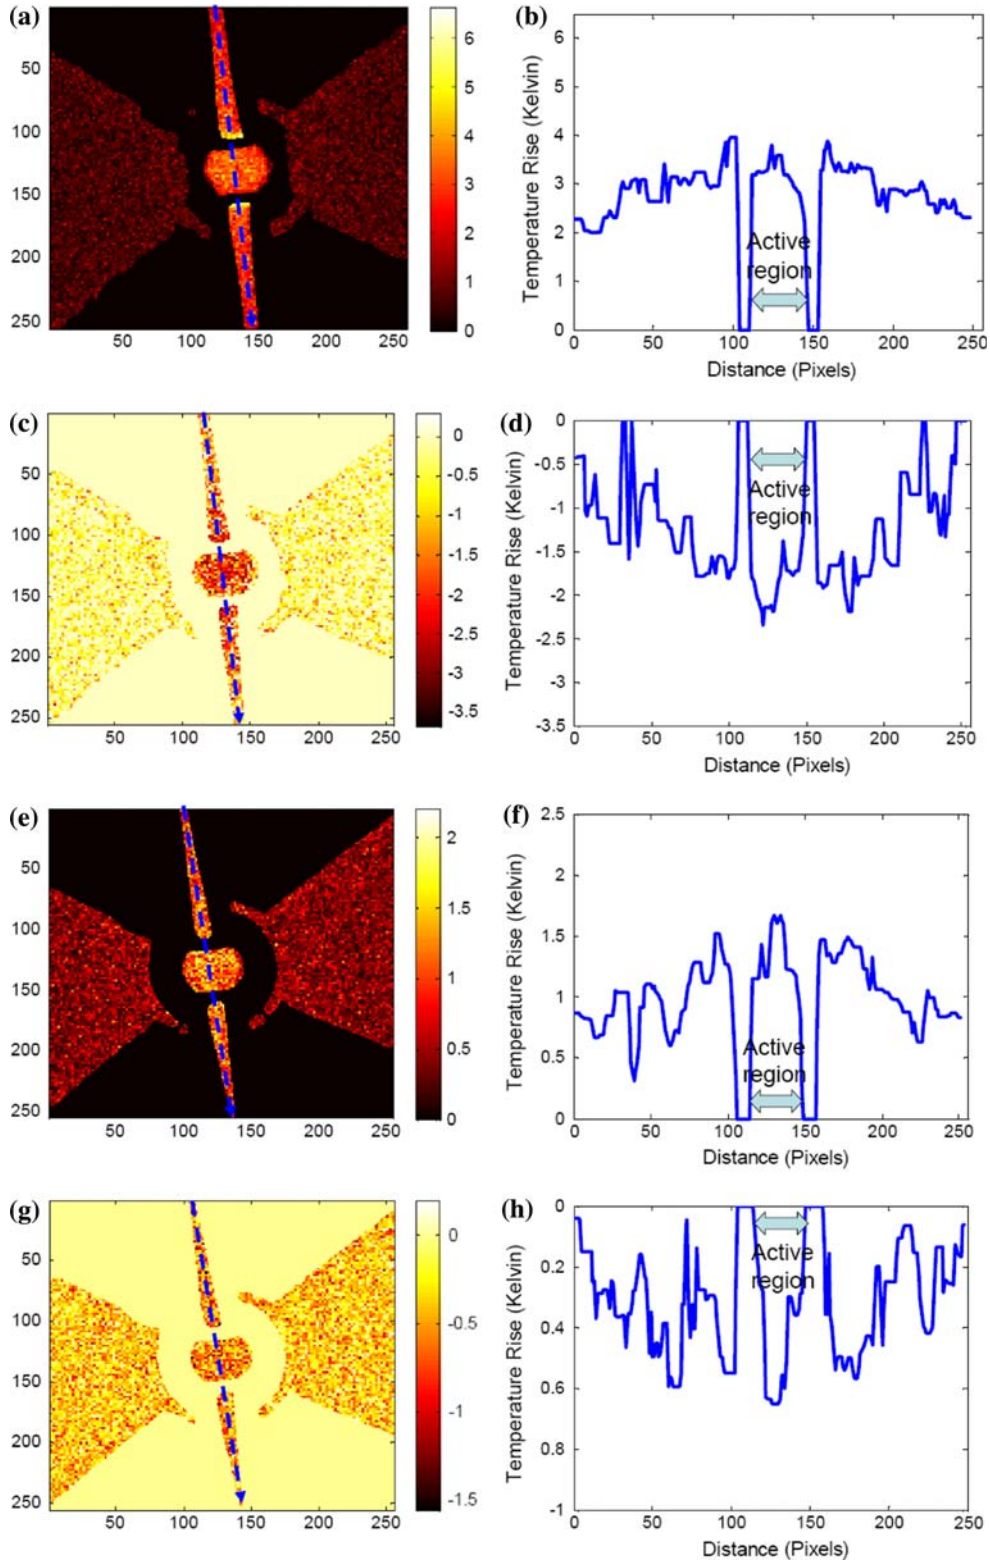 (a)
50
100
150
200
250
50 100 150 200 250
6
5
4
3
2
1
0
(b)
Temperature Rise (Kelvin)
6
5
4
3
2
1
0
Active
region
0 50 100 150 200 250
Distance (Pixels)
(c)
50
100
150
200
250
50 100 150 200 250
0
-0.5
-1
-1.5
-2
-2.5
-3
-3.5
(d)
Temperature Rise (Kelvin)
0
-0.5
-1
-1.5
-2
-2.5
-3
-3.5
Active
region
0 50 100 150 200 250
Distance (Pixels)
(e)
50
100
150
200
250
50 100 150 200 250
2
1.5
1
0.5
0
(f)
Temperature Rise (Kelvin)
2.5
2
1.5
1
0.5
0
Active
region
0 50 100 150 200 250
Distance (Pixels)
(g)
50
100
150
200
250
50 100 150 200 250
0
-0.5
-1
-1.5
(h)
Temperature Rise (Kelvin)
0
0.2
0.4
0.6
0.8
-1
Active
region
0 50 100 150 200 250
Distance (Pixels)